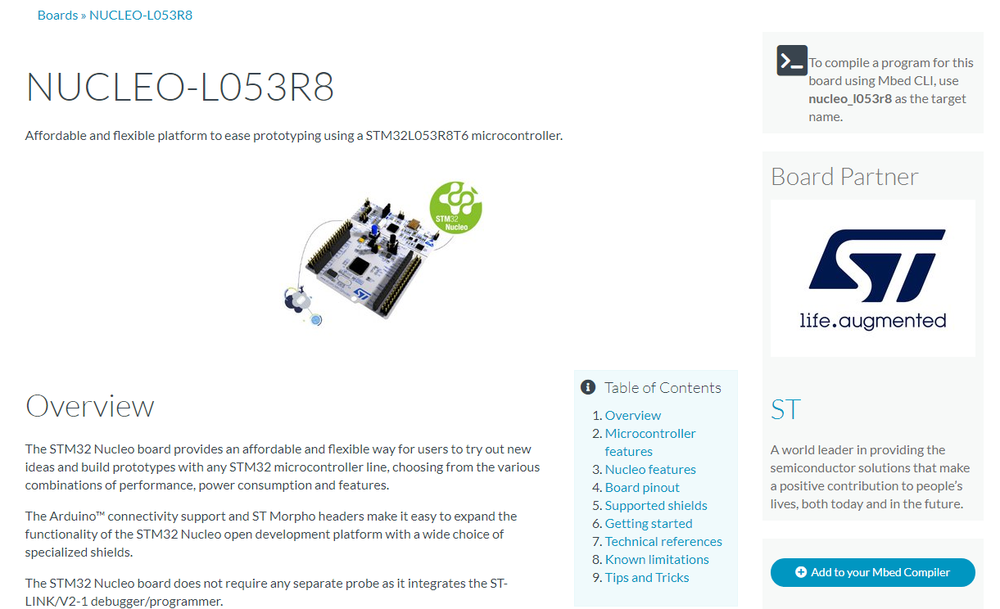 Boards » NUCLEO-L053R8
NUCLEO-L053R8
Affordable and flexible platform to ease prototyping using a STM32L053R8T6 microcontroller.
STM32
Nucleo
ST
Overview
The STM32 Nucleo board provides an affordable and flexible way for users to try out new
ideas and build prototypes with any STM32 microcontroller line, choosing from the various
combinations of performance, power consumption and features.
The Arduino™ connectivity support and ST Morpho headers make it easy to expand the
functionality of the STM32 Nucleo open development platform with a wide choice of
specialized shields.
The STM32 Nucleo board does not require any separate probe as it integrates the ST-
LINK/V2-1 debugger/programmer.
Table of Contents
1. Overview
2. Microcontroller
features
3. Nucleo features
4. Board pinout
5. Supported shields
6. Getting started
7. Technical references
8. Known limitations
9. Tips and Tricks
To compile a program for this
board using Mbed CLI, use
nucleo_l053r8 as the target
name.
Board Partner
ST
life.augmented
ST
A world leader in providing the
semiconductor solutions that make
a positive contribution to people's
lives, both today and in the future.
Add to your Mbed Compiler